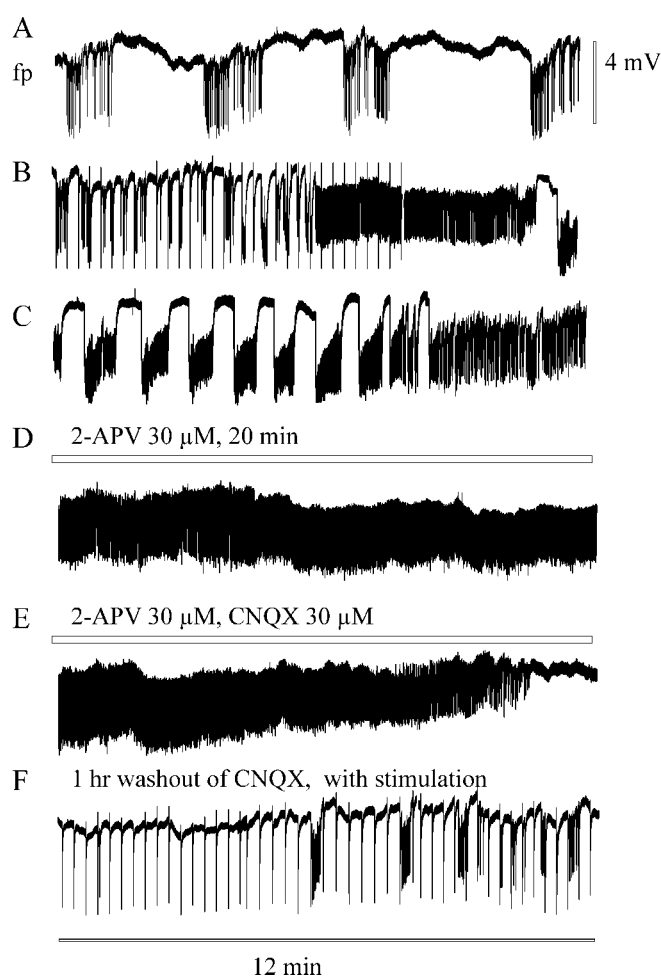 A
fp
4 mV
B
C
D
2-APV 30 µM, 20 min
E
2-APV 30 µM, CNQX 30 µM
F
1 hr washout of CNQX, with stimulation
12 min